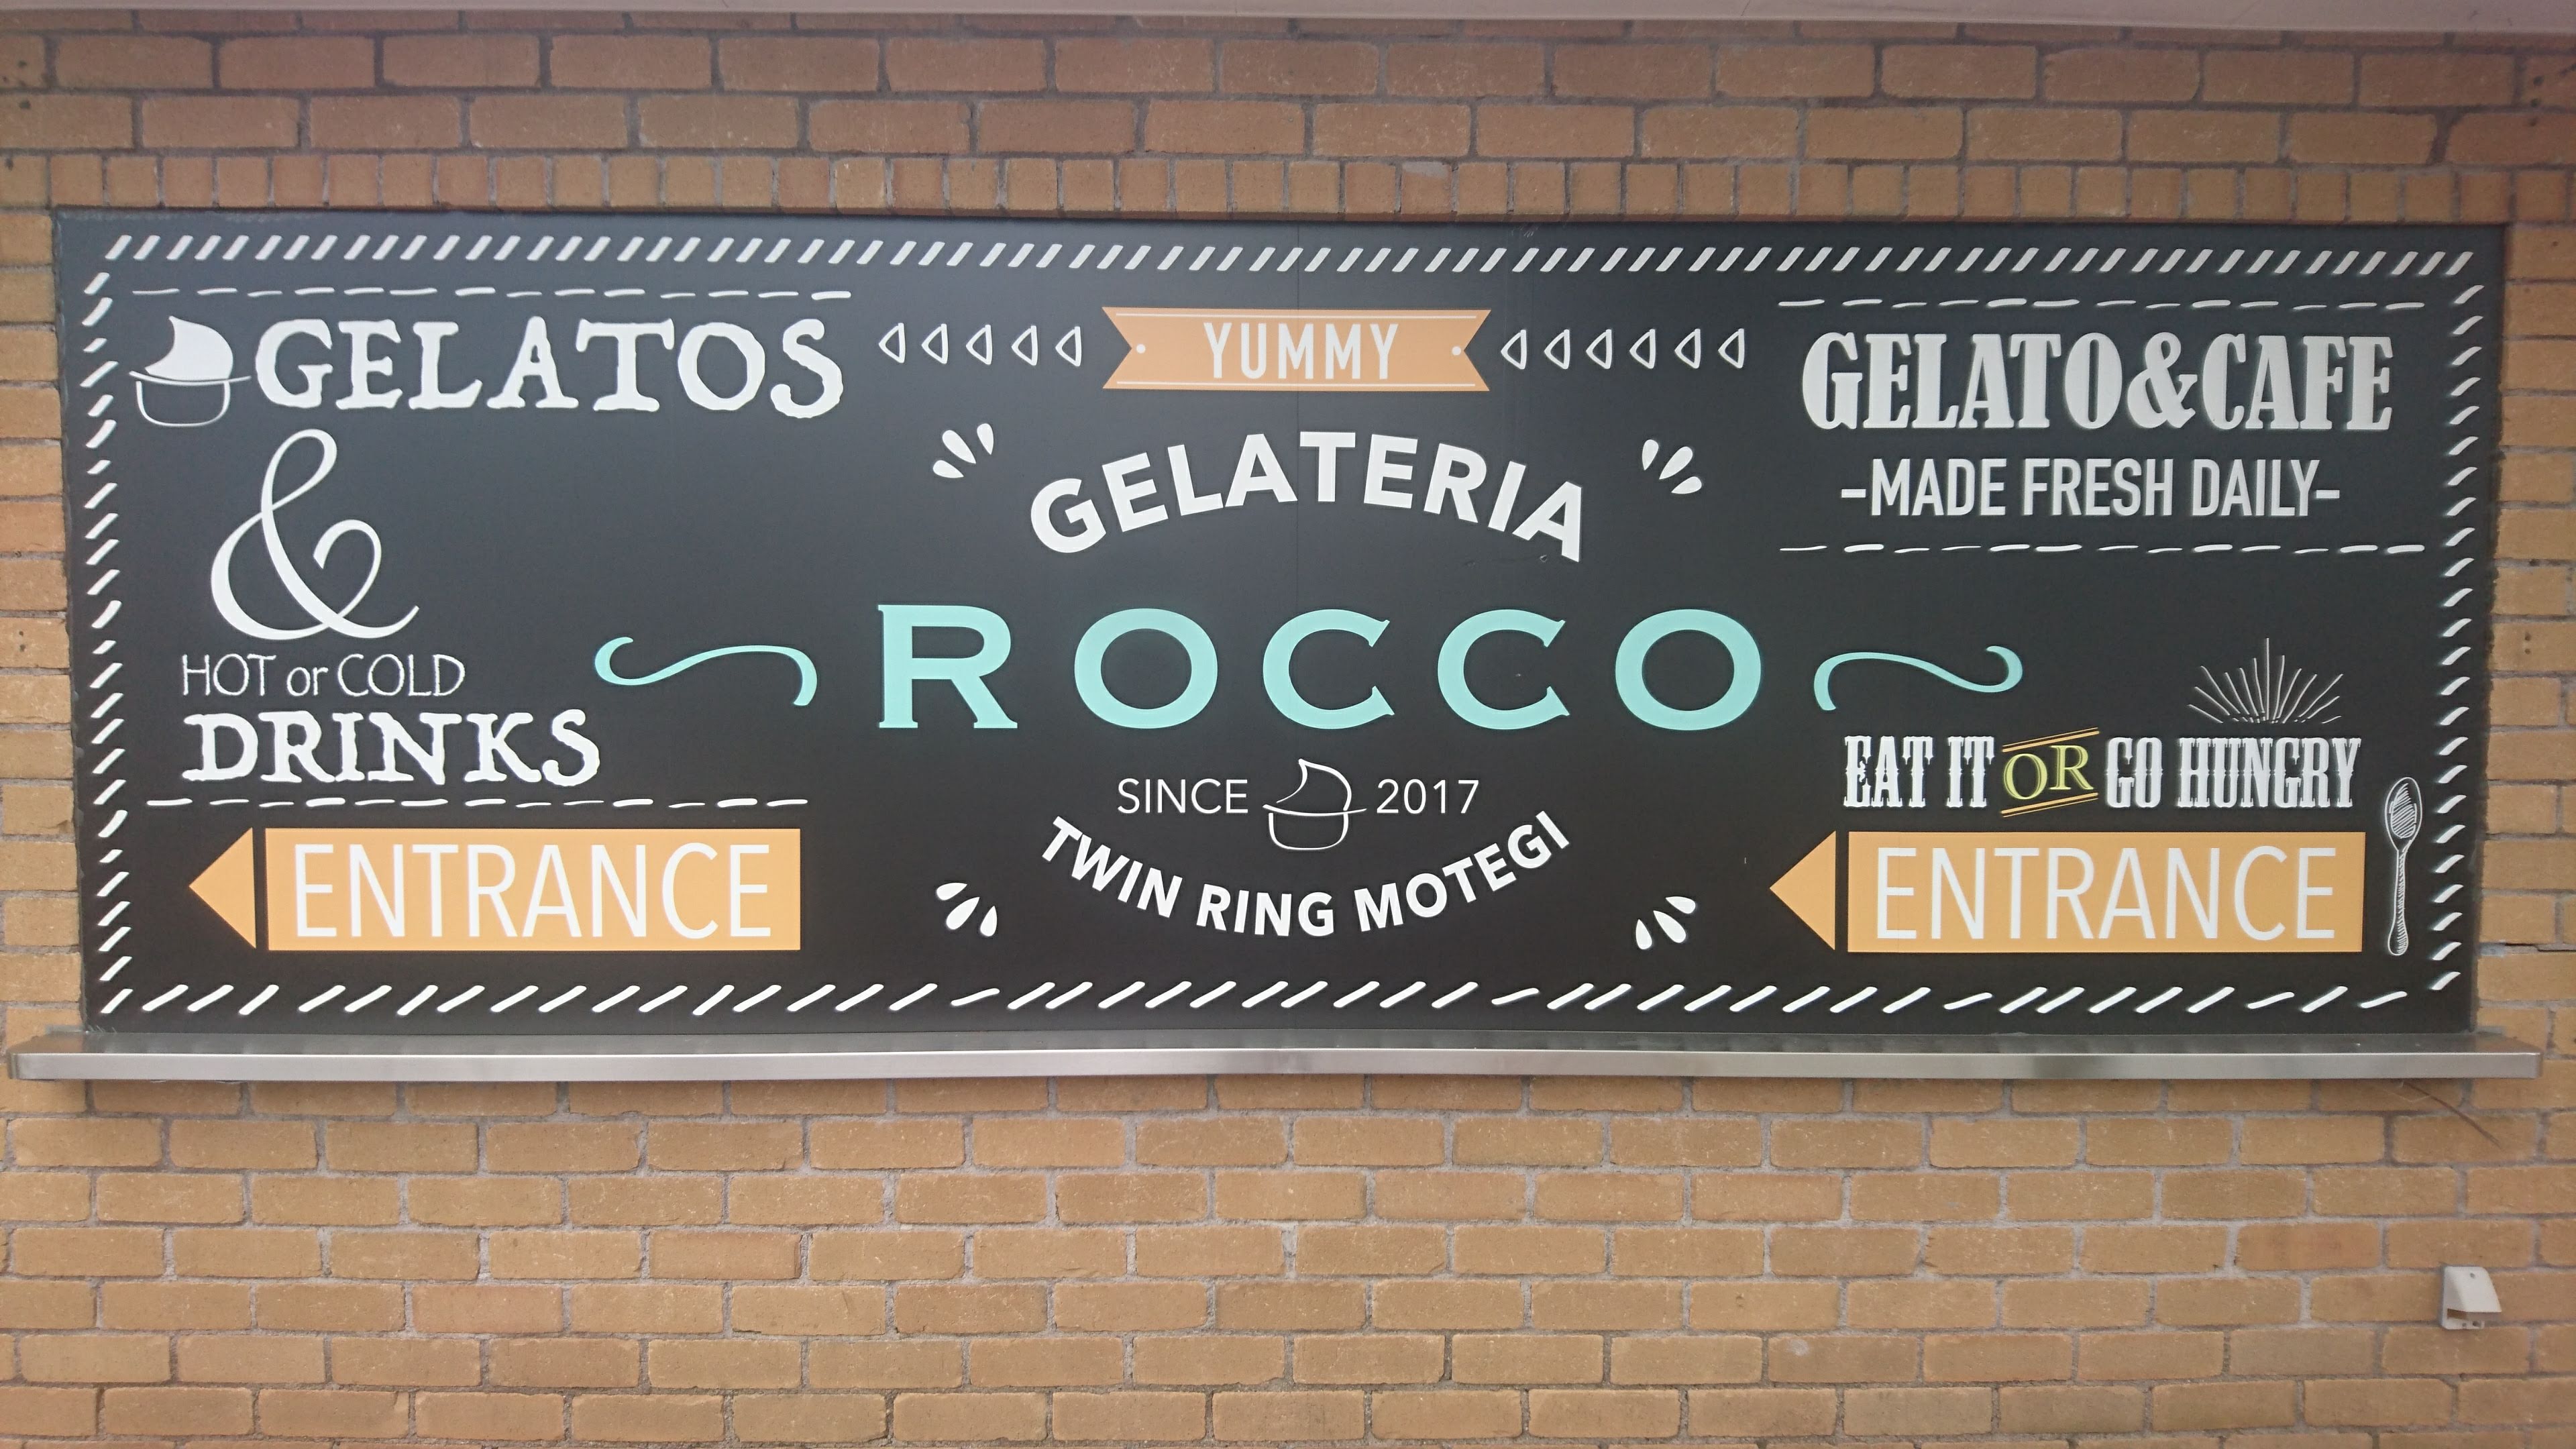 GELATOS
&
HOT or COLD
DRINKS
ENTRANCE
YUMMY
GELATERIA
ROCCO
SINCE 2017
TWIN RING MOTEGI
GELATO&CAFE
-MADE FRESH DAILY-
EAT IT OR GO HUNGRY
ENTRANCE